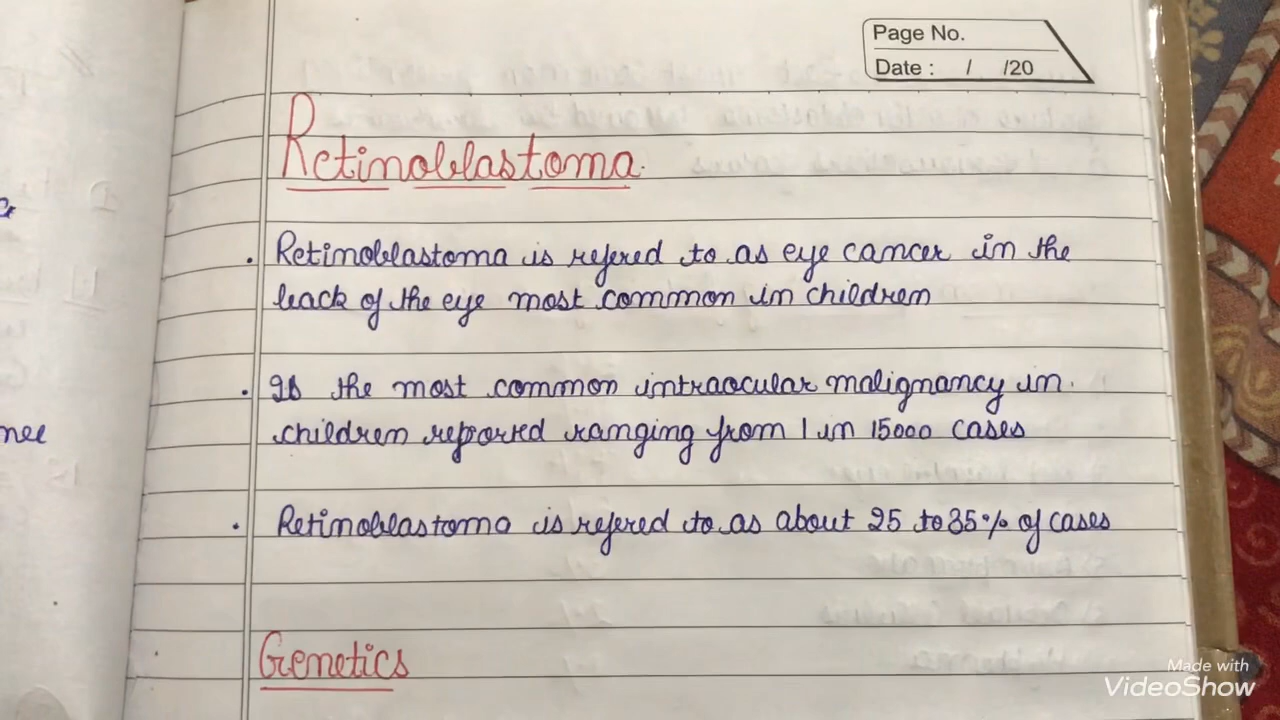 Page No.
Date : / /20
Retinoblastoma.
. Retinoblastoma is refered to as eye cancer in the
back of the eye most common in children
. Is the most common intraocular malignancy in.
children reported ranging from 1 in 15000 cases
. Retinoblastoma is refered to as about 25 to 35% of cases
Genetics
nee
Made with
VideoShow